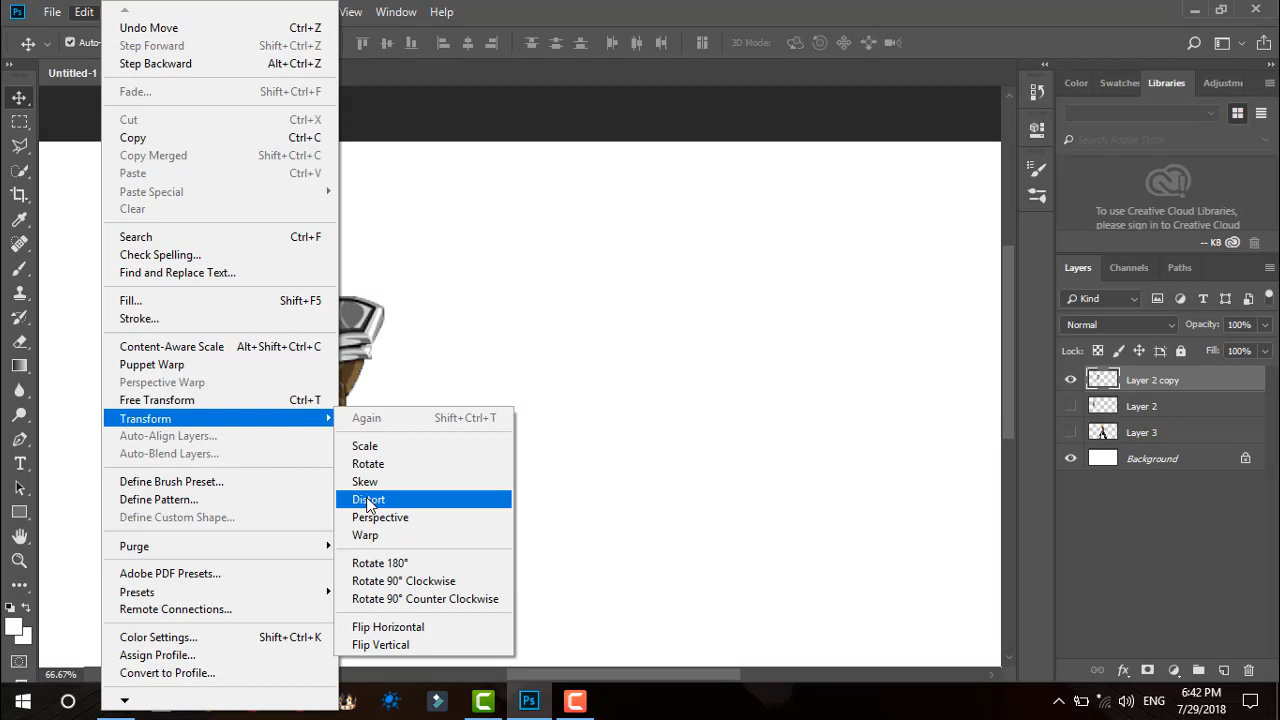 Ps File Edit View Window Help
Auto- 3D Mode:
Untitled-1
Undo Move Ctrl+Z
Step Forward Shift+Ctrl+Z
Step Backward Alt+Ctrl+Z
Fade... Shift+Ctrl+F
Cut Ctrl+X
Copy Ctrl+C
Copy Merged Shift+Ctrl+C
Paste Ctrl+V
Paste Special
Clear
Search Ctrl+F
Check Spelling...
Find and Replace Text...
Fill... Shift+F5
Stroke...
Content-Aware Scale Alt+Shift+Ctrl+C
Puppet Warp
Perspective Warp
Free Transform Ctrl+T
Transform
Auto-Align Layers...
Auto-Blend Layers...
Define Brush Preset...
Define Pattern...
Define Custom Shape...
Purge
Adobe PDF Presets...
Presets
Remote Connections...
Color Settings... Shift+Ctrl+K
Assign Profile...
Convert to Profile...
Again Shift+Ctrl+T
Scale
Rotate
Skew
Distort
Perspective
Warp
Rotate 180°
Rotate 90° Clockwise
Rotate 90° Counter Clockwise
Flip Horizontal
Flip Vertical
Color Swatches Libraries Adjustme
Search Adobe Stock
To use Creative Cloud Libraries,
please sign in to Creative Cloud
-- KB
Layers Channels Paths
Kind
Normal Opacity: 100%
Lock: Fill: 100%
Layer 2 copy
Layer 2
Layer 3
Background
66.67%
Ps
ENG
6:42 PM
7/29/2018